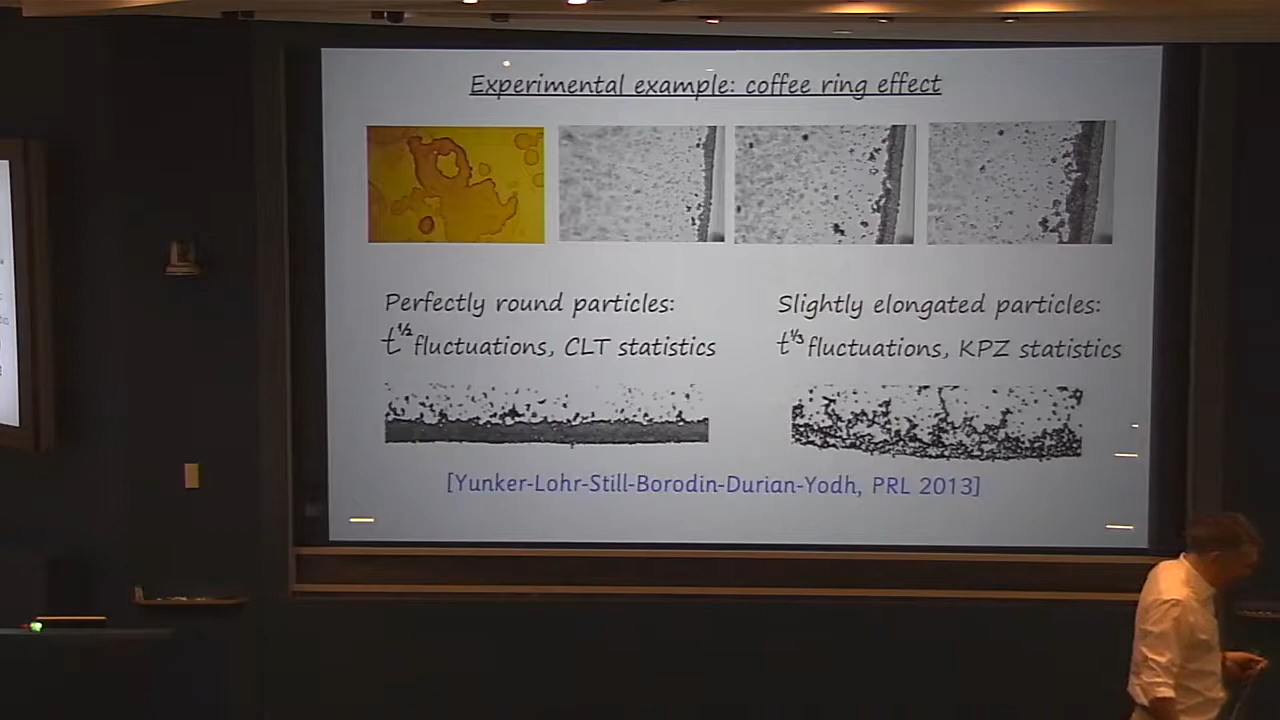 Experimental example: coffee ring effect
Perfectly round particles:
t^1/2 fluctuations, CLT statistics
Slightly elongated particles:
t^1/3 fluctuations, KPZ statistics
[Yunker-Lohr-Still-Borodin-Durian-Yodh, PRL 2013]